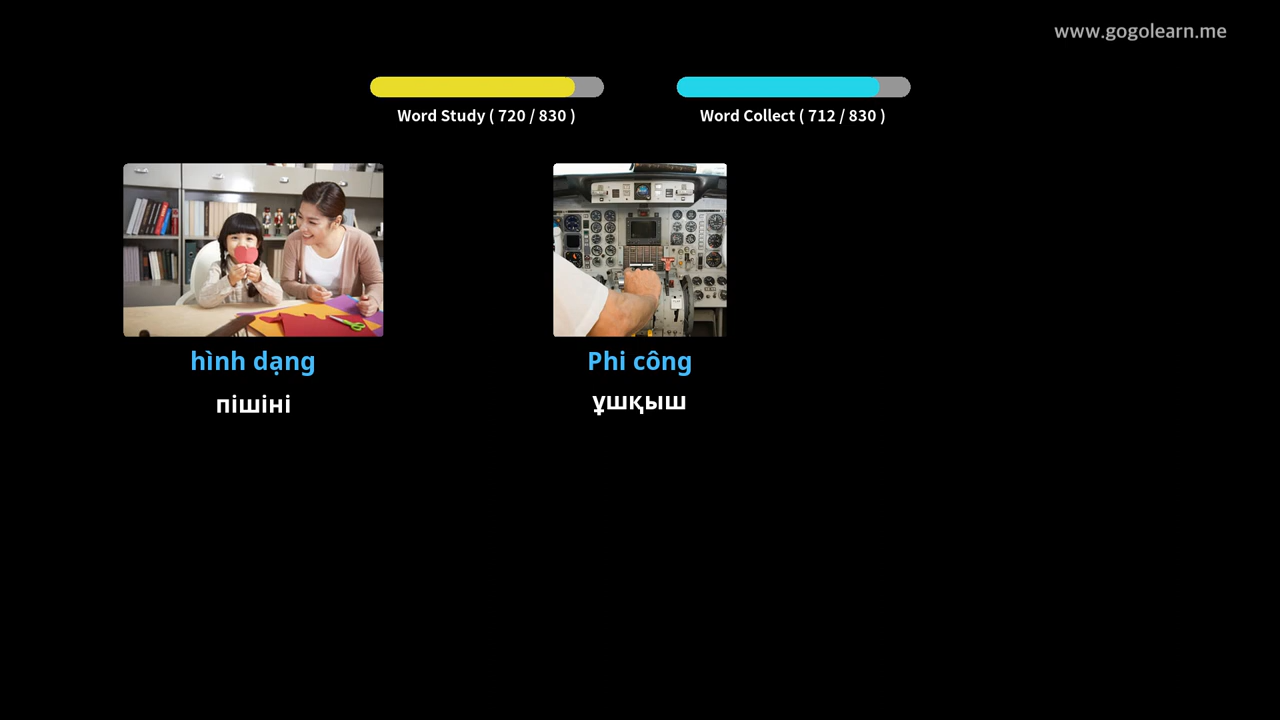 www.gogolearn.me
Word Study ( 720 / 830 )
Word Collect ( 712 / 830 )
hình dạng
пішіні
Phi công
ұшқыш